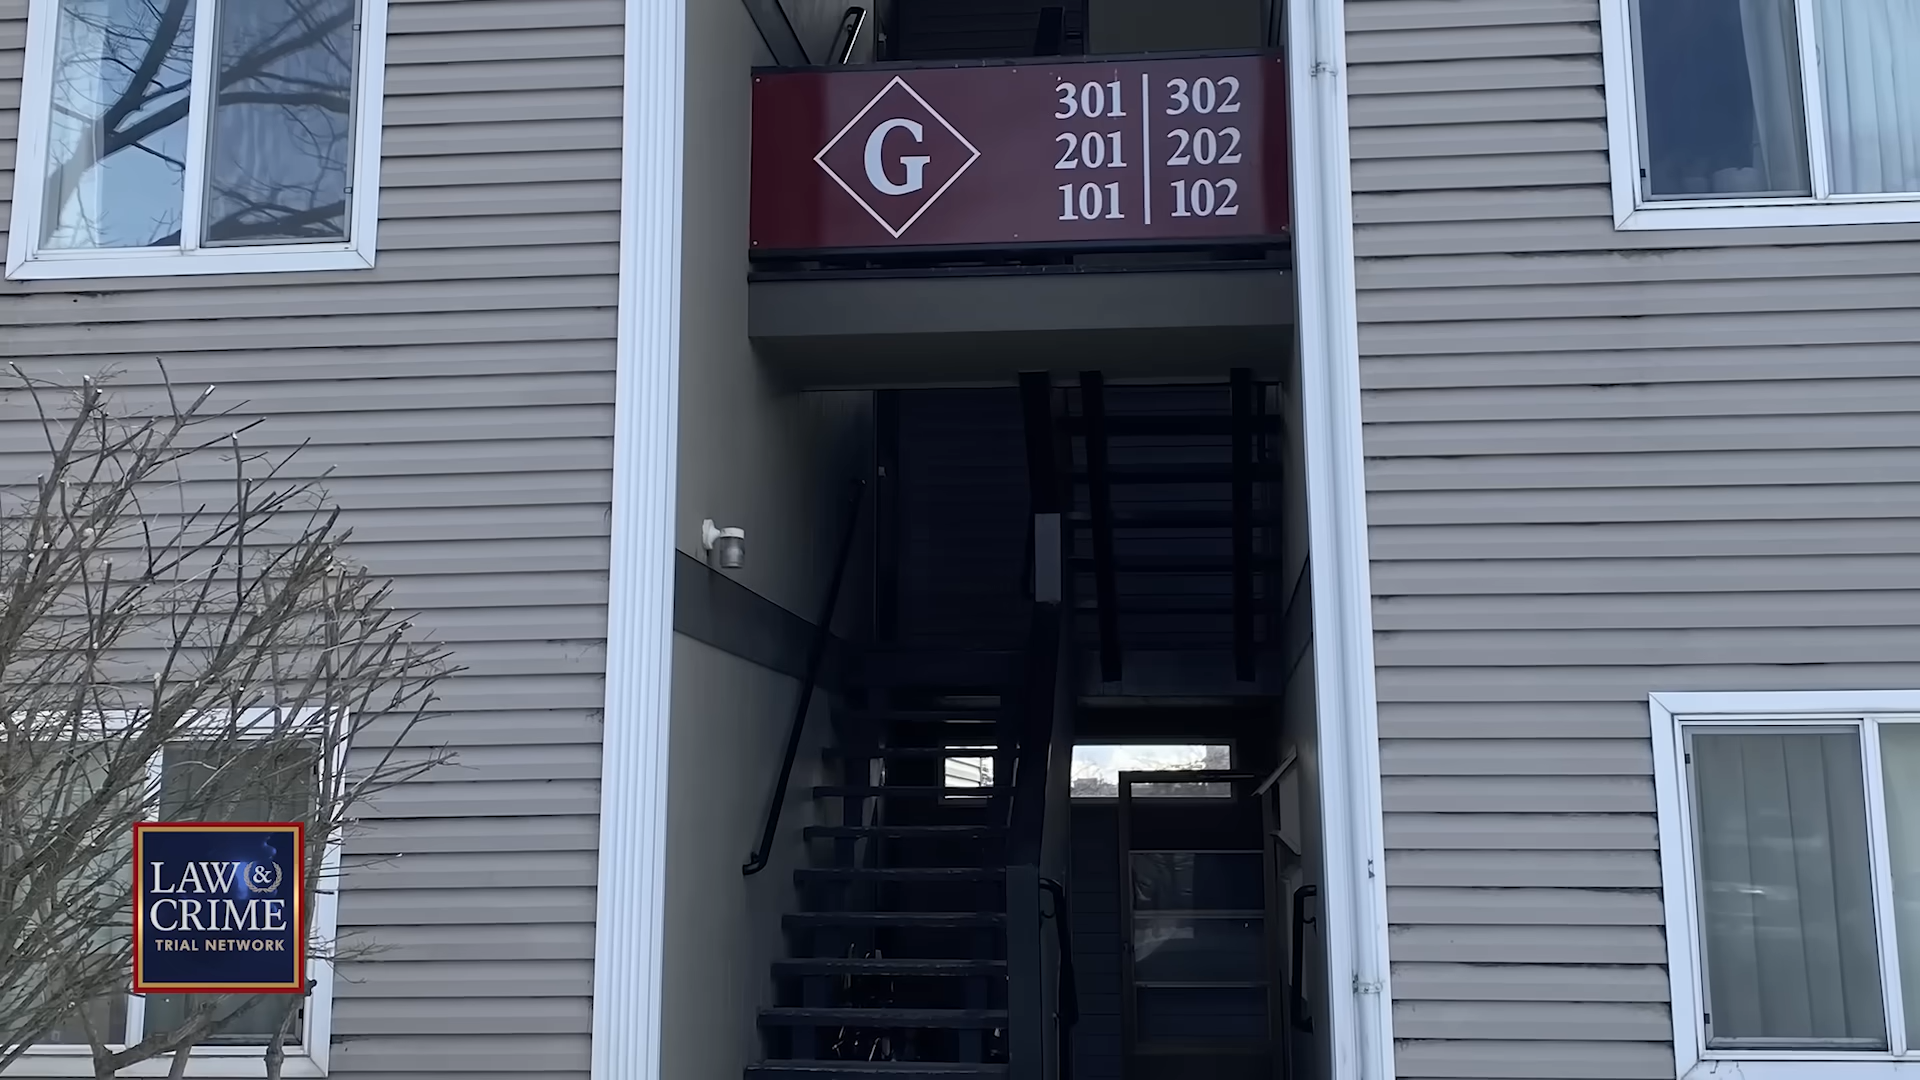 G
301 | 302
201 | 202
101 | 102
LAW &
CRIME
TRIAL NETWORK